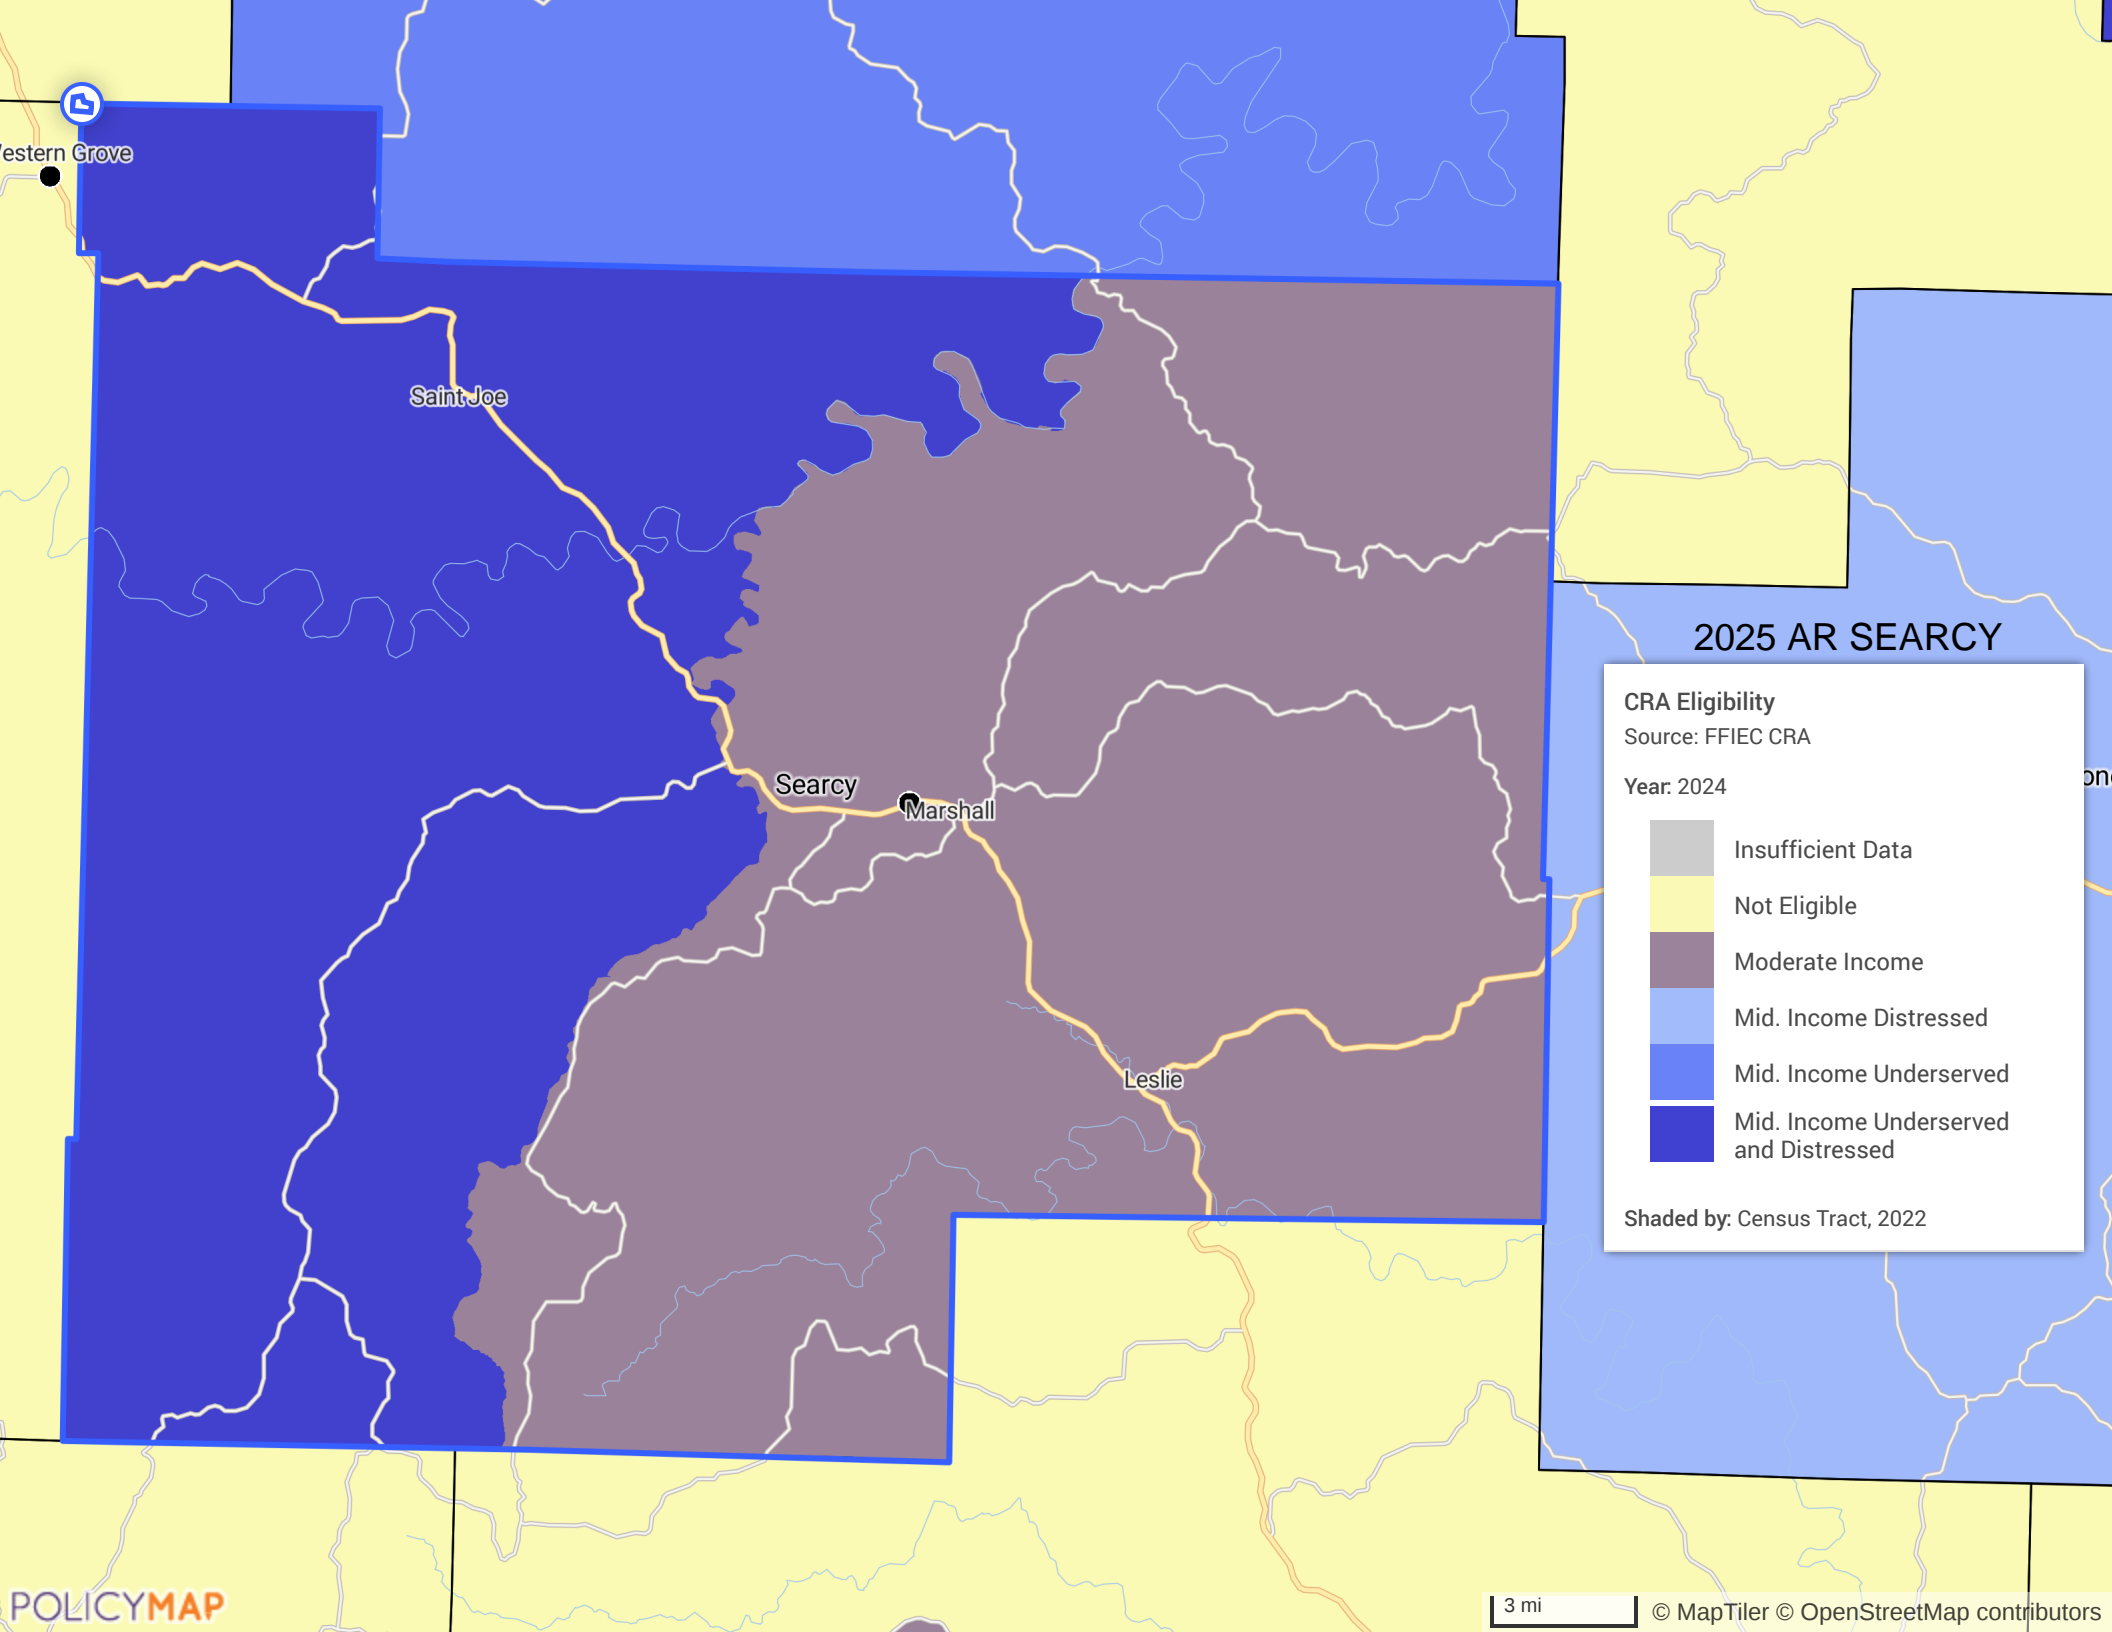 estern Grove
Saint Joe
Searcy
Marshall
Leslie
2025 AR SEARCY
CRA Eligibility
Source: FFIEC CRA
Year: 2024
Insufficient Data
Not Eligible
Moderate Income
Mid. Income Distressed
Mid. Income Underserved
Mid. Income Underserved
and Distressed
Shaded by: Census Tract, 2022
POLICYMAP
3 mi
© MapTiler © OpenStreetMap contributors